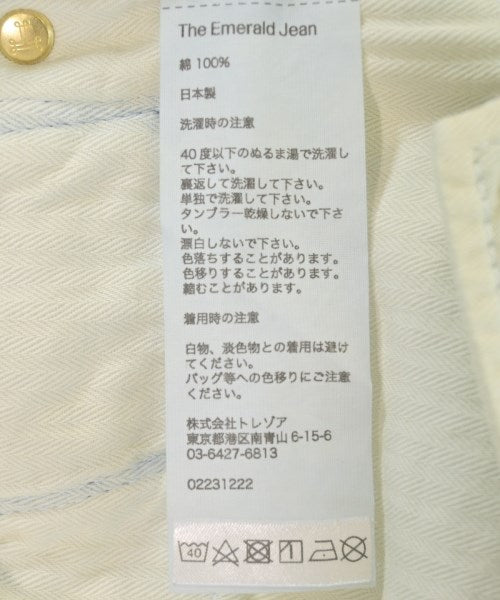 The Emerald Jean
綿 100%
日本製
洗濯時の注意
40度以下のぬるま湯で洗濯し
て下さい。
裏返して洗濯して下さい。
単独で洗濯して下さい。
タンブラー乾燥しないで下さ
い。
漂白しないで下さい。
色落ちすることがあります。
色移りすることがあります。
縮むことがあります。
着用時の注意
白物、淡色物との着用は避け
てください。
バッグ等への色移りにご注意
ください。
株式会社トレゾア
東京都港区南青山6-15-6
03-6427-6813
02231222
40